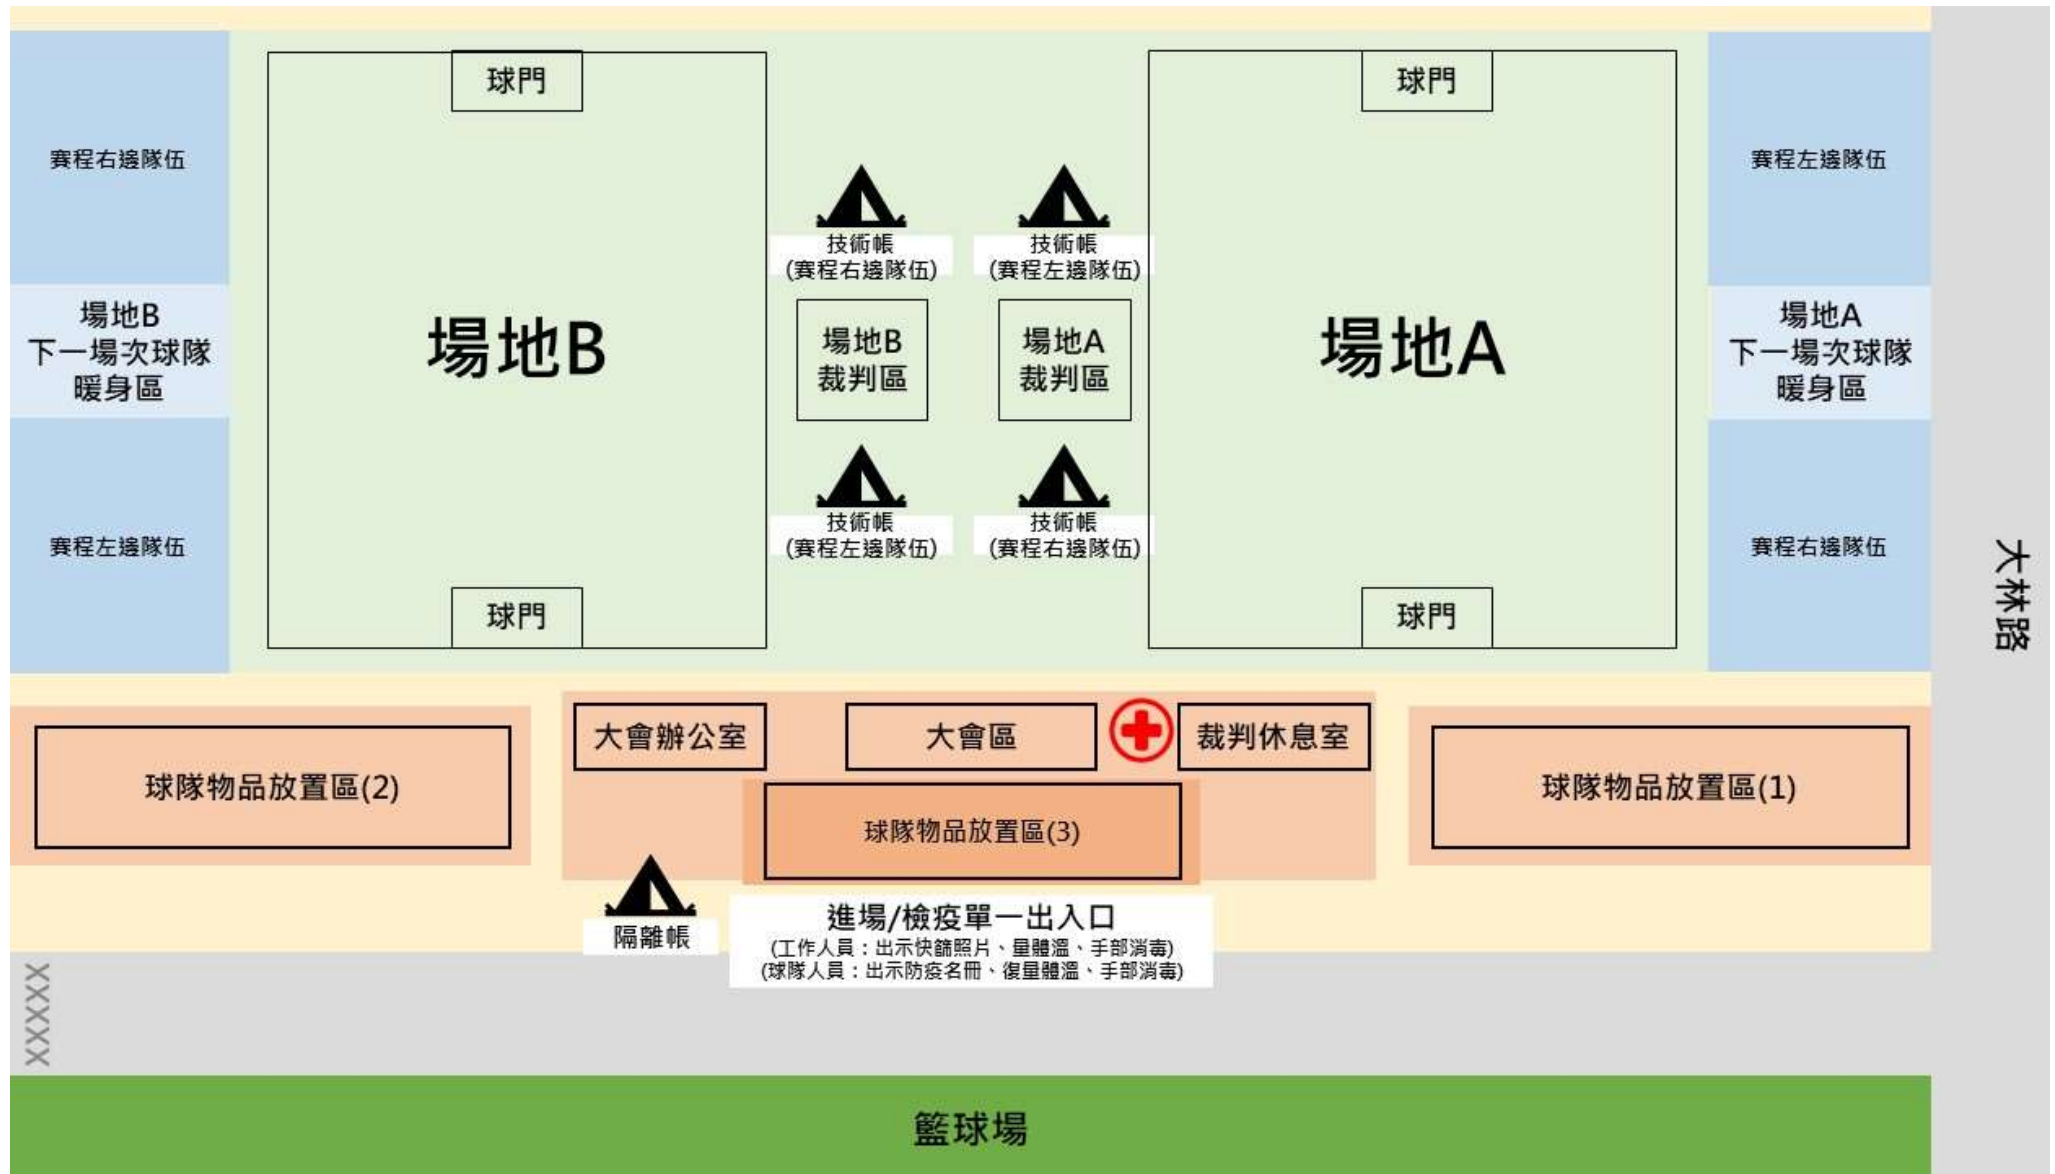 球門
球門
賽程右邊隊伍
賽程左邊隊伍
技術帳
(賽程右邊隊伍)
技術帳
(賽程左邊隊伍)
場地B
下一場次球隊
暖身區
場地B
場地B
裁判區
場地A
裁判區
場地A
場地A
下一場次球隊
暖身區
技術帳
(賽程左邊隊伍)
技術帳
(賽程右邊隊伍)
賽程左邊隊伍
賽程右邊隊伍
大林路
球門
球門
大會辦公室
大會區
裁判休息室
球隊物品放置區(2)
球隊物品放置區(3)
球隊物品放置區(1)
隔離帳
進場/檢疫單一出入口
(工作人員：出示快篩照片、量體溫、手部消毒)
(球隊人員：出示防疫名冊、復量體溫、手部消毒)
XXXXX
籃球場